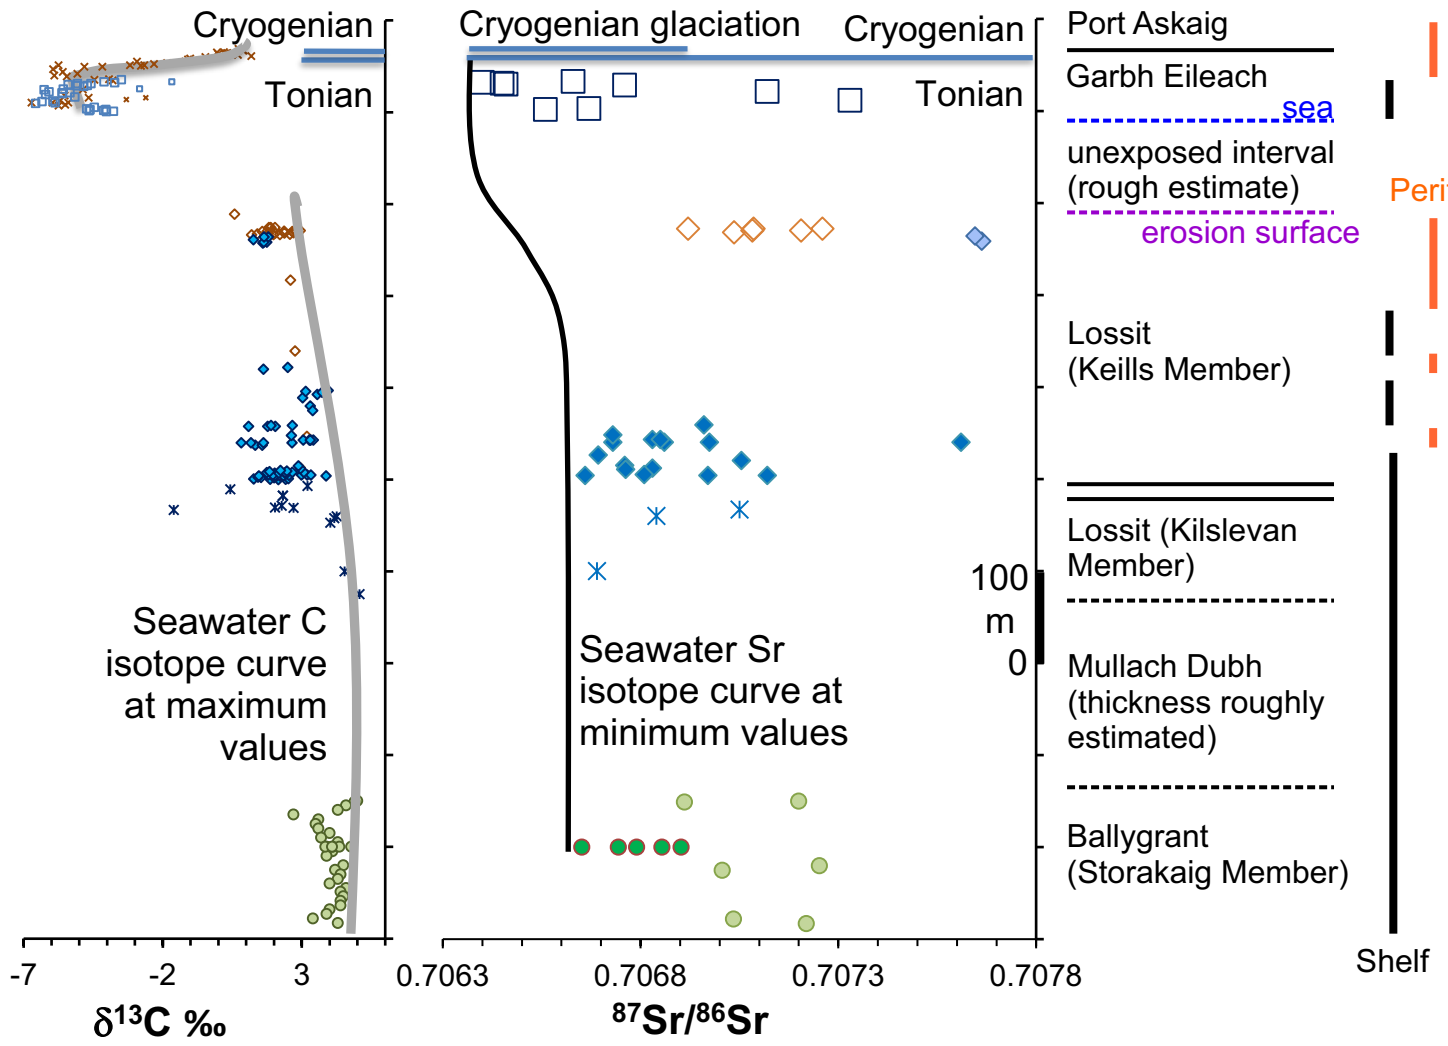 Cryogenian
Tonian
Seawater C
isotope curve
at maximum
values
-7
-2
3
δ13C ‰
Cryogenian glaciation
Cryogenian
Tonian
Seawater Sr
isotope curve at
minimum values
100
m
0
0.7063
0.7068
0.7073
0.7078
87Sr/86Sr
Port Askaig
Garbh Eileach
sea
unexposed interval
(rough estimate)
erosion surface
Lossit
(Keills Member)
Lossit (Kilslevan
Member)
Mullach Dubh
(thickness roughly
estimated)
Ballygrant
(Storakaig Member)
Shelf